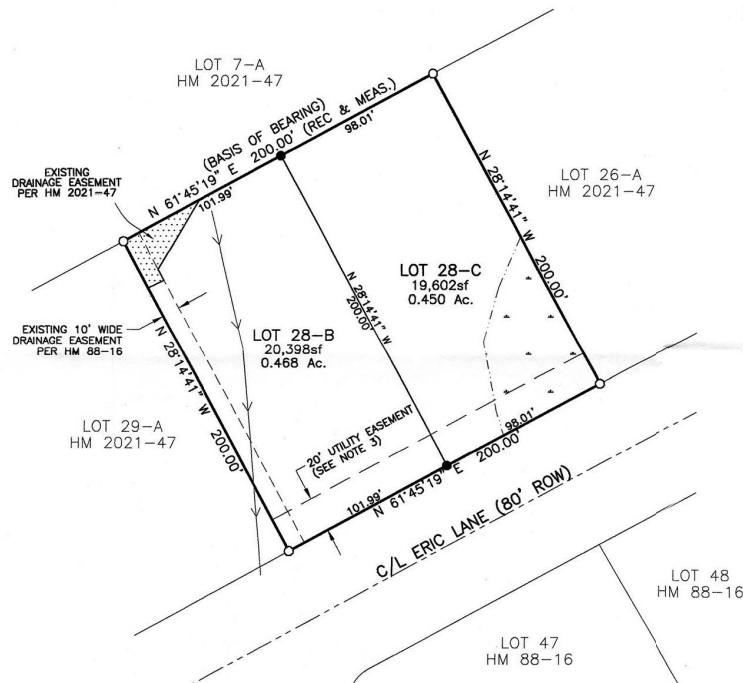 LOT 7-A
HM 2021-47
(BASIS OF BEARING)
N 61°45'19" E 200.00' (REC & MEAS.)
98.01'
101.99'
EXISTING
DRAINAGE EASEMENT
PER HM 2021-47
N 28°14'41" W 200.00'
LOT 26-A
HM 2021-47
LOT 28-C
19,602sf
0.450 Ac.
N 28°14'41" W
200.00'
LOT 28-B
20,398sf
0.468 Ac.
EXISTING 10' WIDE
DRAINAGE EASEMENT
PER HM 88-16
N 28°14'41" W 200.00'
LOT 29-A
HM 2021-47
20' UTILITY EASEMENT
(SEE NOTE 3)
98.01'
101.99'
N 61°45'19" E 200.00'
C/L ERIC LANE (80' ROW)
LOT 48
HM 88-16
LOT 47
HM 88-16